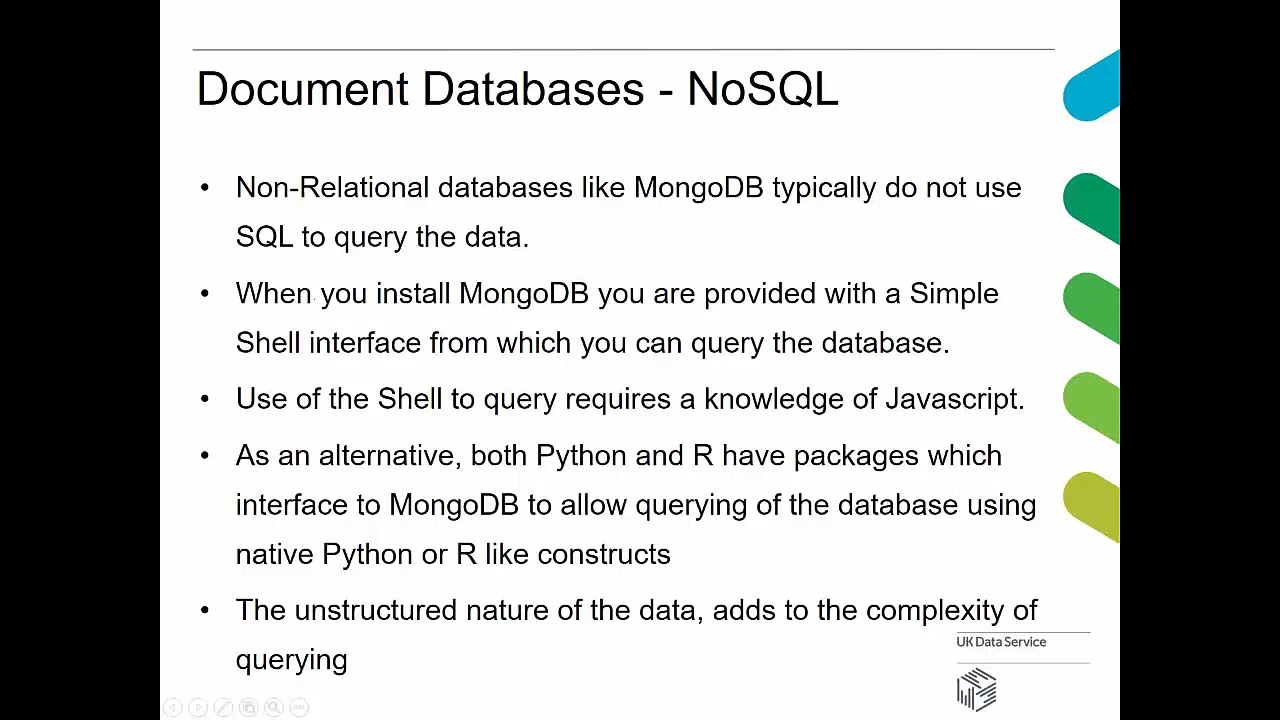 Document Databases - NoSQL
• Non-Relational databases like MongoDB typically do not use
SQL to query the data.
• When you install MongoDB you are provided with a Simple
Shell interface from which you can query the database.
• Use of the Shell to query requires a knowledge of Javascript.
• As an alternative, both Python and R have packages which
interface to MongoDB to allow querying of the database using
native Python or R like constructs
• The unstructured nature of the data, adds to the complexity of
querying
UK Data Service